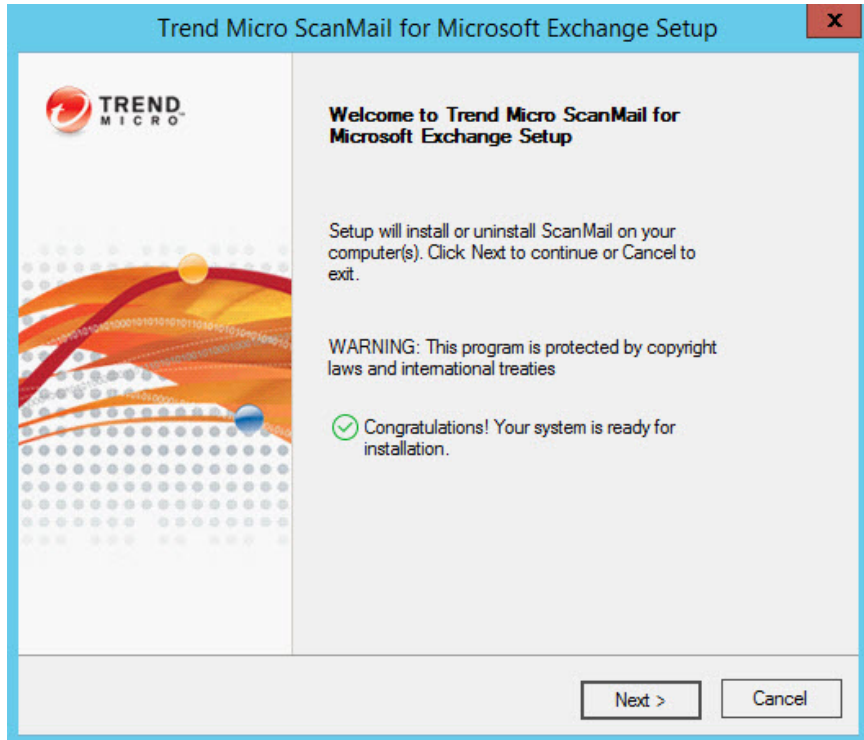 Trend Micro ScanMail for Microsoft Exchange Setup
x
TREND
MICRO™
Welcome to Trend Micro ScanMail for
Microsoft Exchange Setup
Setup will install or uninstall ScanMail on your
computer(s). Click Next to continue or Cancel to
exit.
WARNING: This program is protected by copyright
laws and international treaties
Congratulations! Your system is ready for
installation.
Next >
Cancel